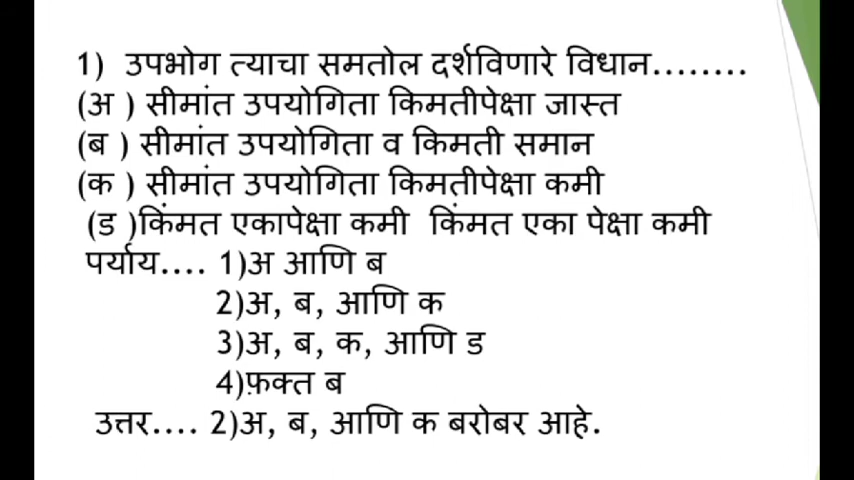 1) उपभोग त्याचा समतोल दर्शविणारे विधान........
(अ ) सीमांत उपयोगिता किमतीपेक्षा जास्त
(ब ) सीमांत उपयोगिता व किमती समान
(क ) सीमांत उपयोगिता किमतीपेक्षा कमी
(ड )किंमत एकापेक्षा कमी किंमत एका पेक्षा कमी
पर्याय.... 1)अ आणि ब
2)अ, ब, आणि क
3)अ, ब, क, आणि ड
4)फ़क्त ब
उत्तर.... 2)अ, ब, आणि क बरोबर आहे.